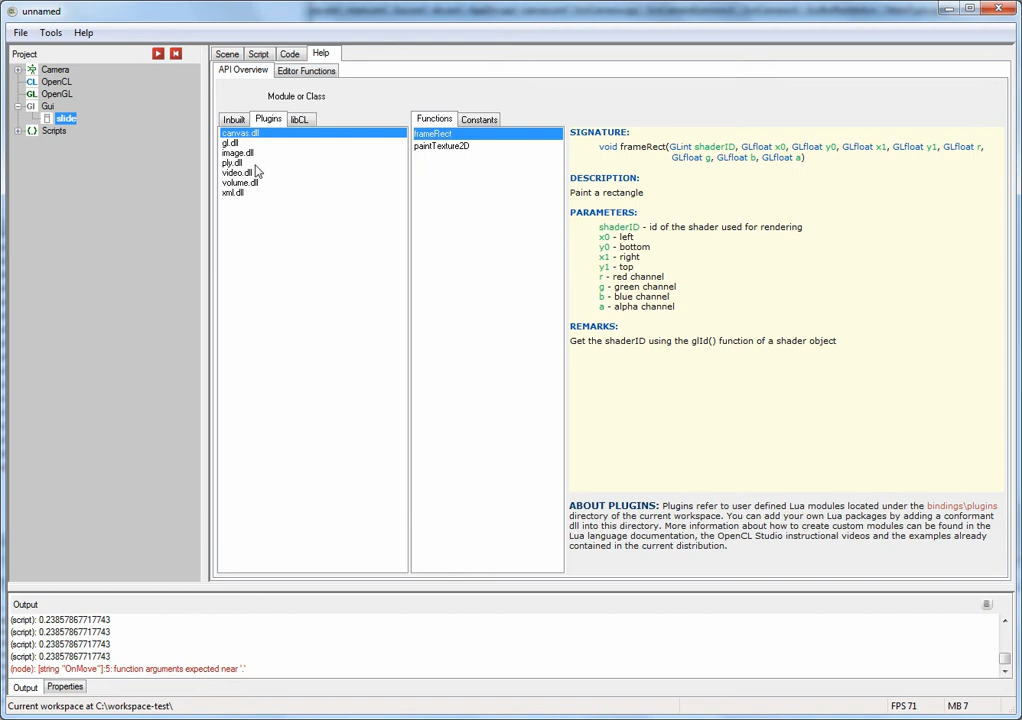 unnamed
File Tools Help
Project
Scene Script Code Help
API Overview Editor Functions
Camera
CL OpenCL
GL OpenGL
GI Gui
slide
{ } Scripts
Module or Class
Inbuilt Plugins libCL
canvas.dll
gl.dll
image.dll
ply.dll
video.dll
volume.dll
xml.dll
Functions Constants
frameRect
paintTexture2D
SIGNATURE:
void frameRect(GLint shaderID, GLfloat x0, GLfloat y0, GLfloat x1, GLfloat y1, GLfloat r,
GLfloat g, GLfloat b, GLfloat a)
DESCRIPTION:
Paint a rectangle
PARAMETERS:
shaderID - id of the shader used for rendering
x0 - left
y0 - bottom
x1 - right
y1 - top
r - red channel
g - green channel
b - blue channel
a - alpha channel
REMARKS:
Get the shaderID using the glId() function of a shader object
ABOUT PLUGINS: Plugins refer to user defined Lua modules located under the bindings\plugins
directory of the current workspace. You can add your own Lua packages by adding a conformant
dll into this directory. More information about how to create custom modules can be found in the
Lua language documentation, the OpenCL Studio instructional videos and the examples already
contained in the current distribution.
Output
(script): 0.23857867717743
(script): 0.23857867717743
(script): 0.23857867717743
(script): 0.23857867717743
(node): [string "OnMove"]:5: function arguments expected near '.'
Output Properties
Current workspace at C:\workspace-test\
FPS 71 MB 7